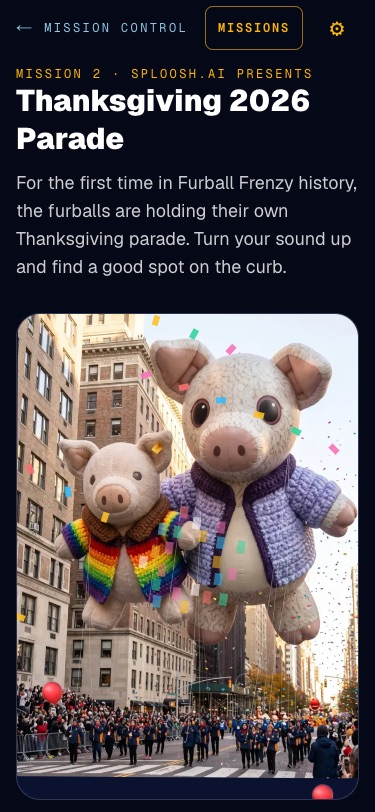 ← MISSION CONTROL
MISSIONS
MISSION 2 · SPLOOSH.AI PRESENTS
Thanksgiving 2026
Parade
For the first time in Furball Frenzy history,
the furballs are holding their own
Thanksgiving parade. Turn your sound up
and find a good spot on the curb.